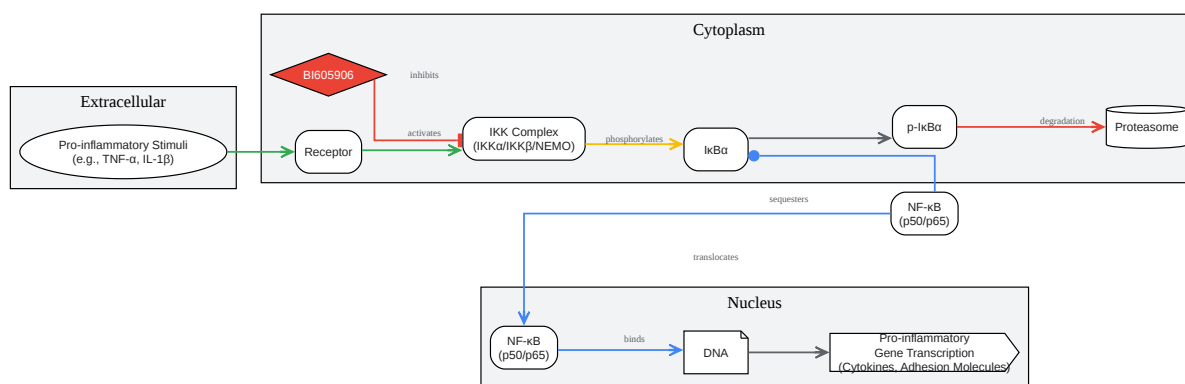 Cytoplasm
BI605906
inhibits
Extracellular
Pro-inflammatory Stimuli
(e.g., TNF-α, IL-1β)
Receptor
activates
IKK Complex
(IKKα/IKKβ/NEMO)
phosphorylates
IκBα
p-IκBα
degradation
Proteasome
sequesters
NF-κB
(p50/p65)
translocates
Nucleus
NF-κB
(p50/p65)
binds
DNA
Pro-inflammatory
Gene Transcription
(Cytokines, Adhesion Molecules)